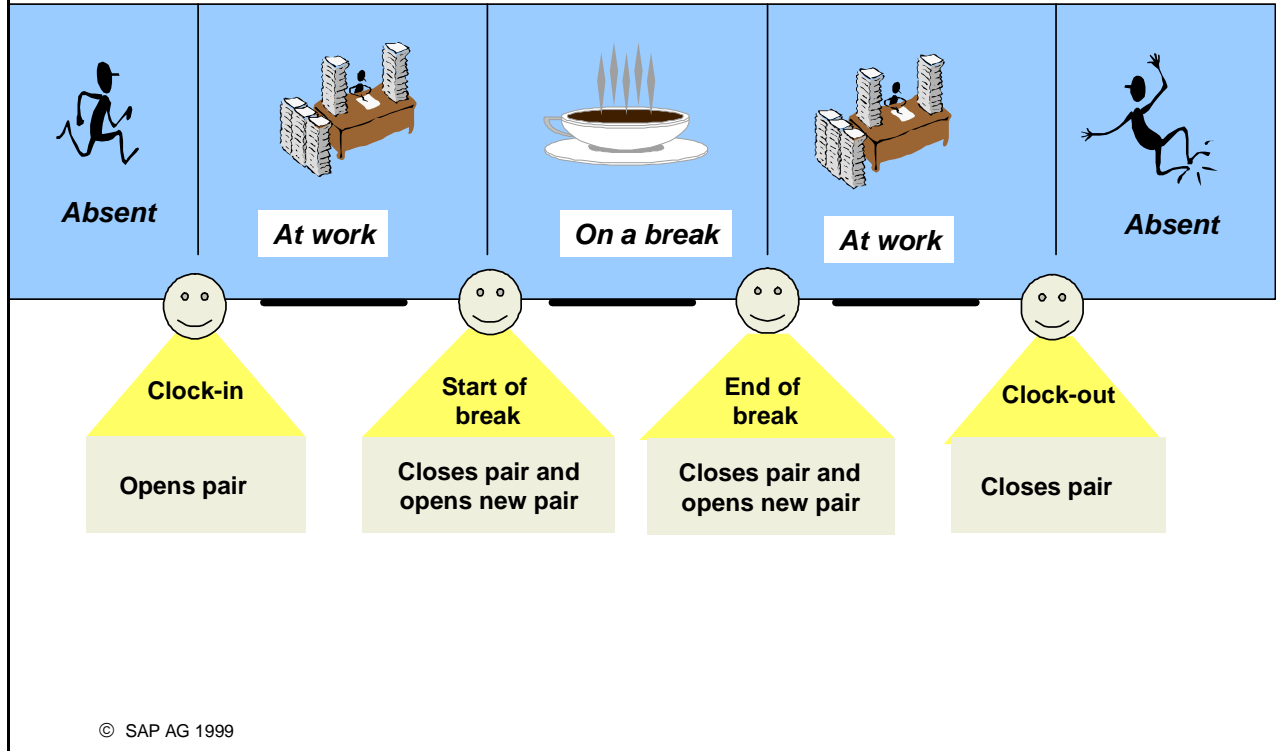 Absent
At work
On a break
At work
Absent
Clock-in
Start of
break
End of
break
Clock-out
Opens pair
Closes pair and
opens new pair
Closes pair and
opens new pair
Closes pair
© SAP AG 1999